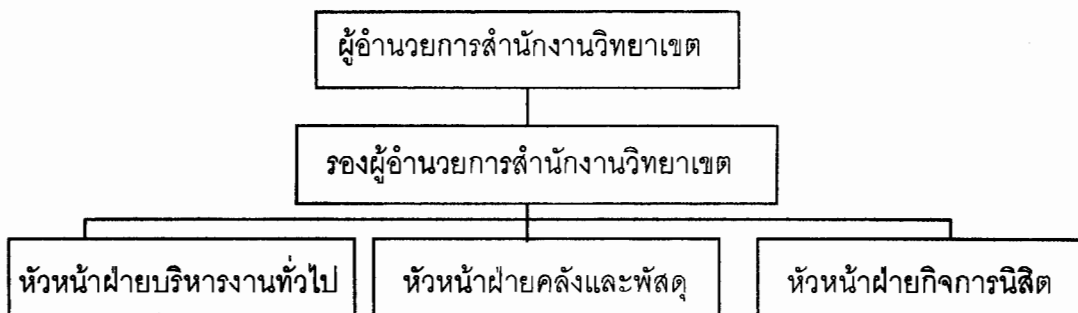 ผู้อำนวยการสำนักงานวิทยาเขต
รองผู้อำนวยการสำนักงานวิทยาเขต
หัวหน้าฝ่ายบริหารงานทั่วไป
หัวหน้าฝ่ายคลังและพัสดุ
หัวหน้าฝ่ายกิจการนิสิต